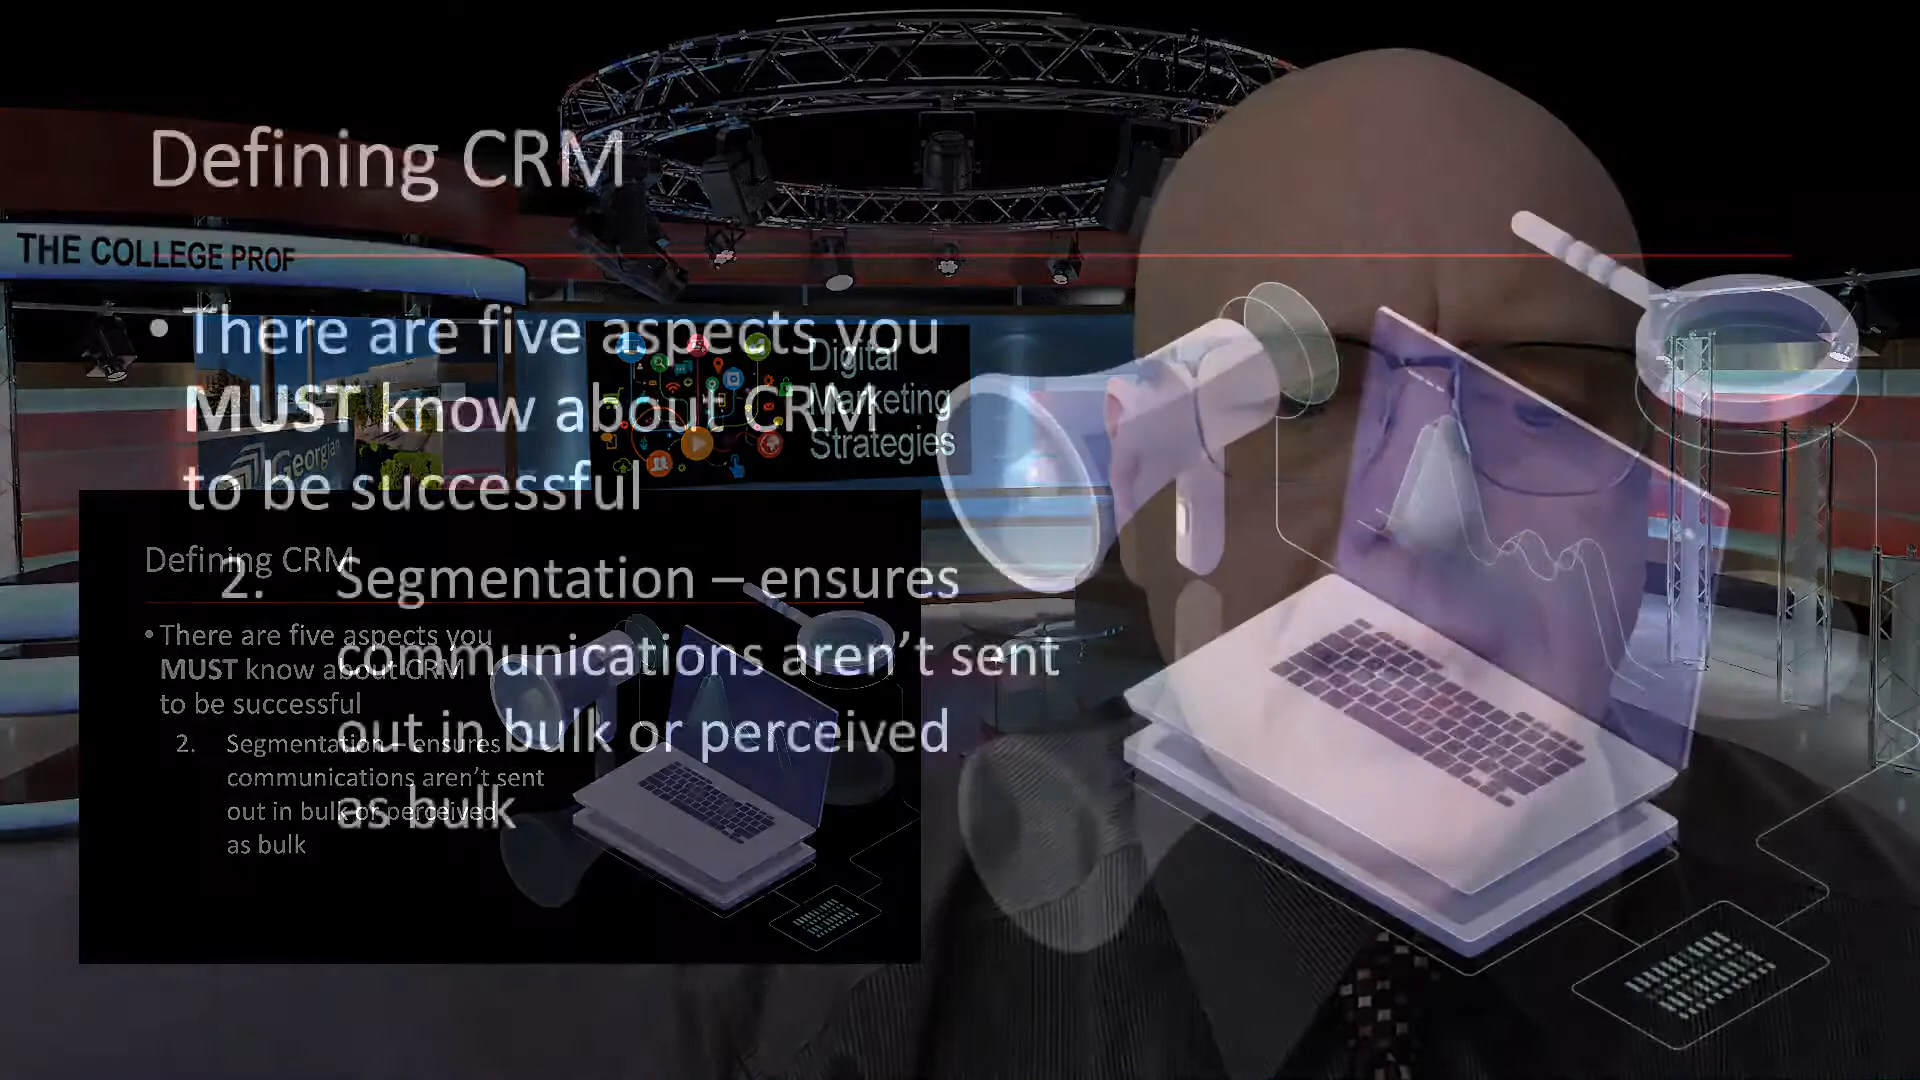 Defining CRM
THE COLLEGE PROF
• There are five aspects you
MUST know about CRM
to be successful
Digital
Marketing
Strategies
Georgian
2. Segmentation – ensures
communications aren’t sent
out in bulk or perceived
as bulk
Defining CRM
• There are five aspects you
MUST know about CRM
to be successful
2. Segmentation – ensures
communications aren’t sent
out in bulk or perceived
as bulk